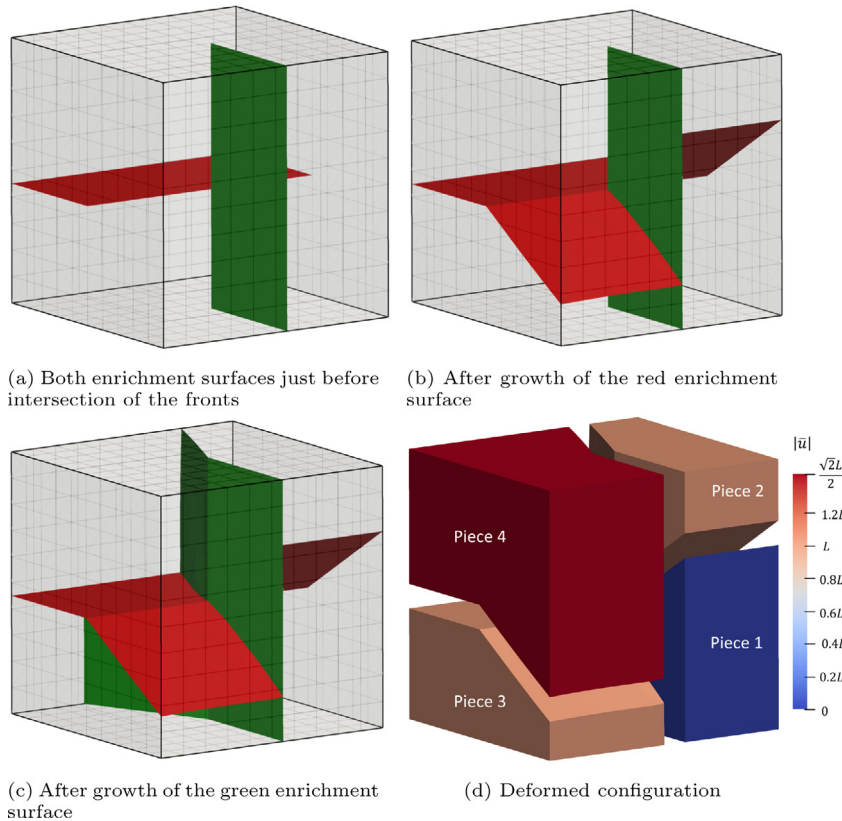 (a) Both enrichment surfaces just before
intersection of the fronts
(b) After growth of the red enrichment
surface
|ū|
√2L
2
1.2L
L
0.8L
0.6L
0.4L
0.2L
0
Piece 2
Piece 4
Piece 1
Piece 3
(c) After growth of the green enrichment
surface
(d) Deformed configuration